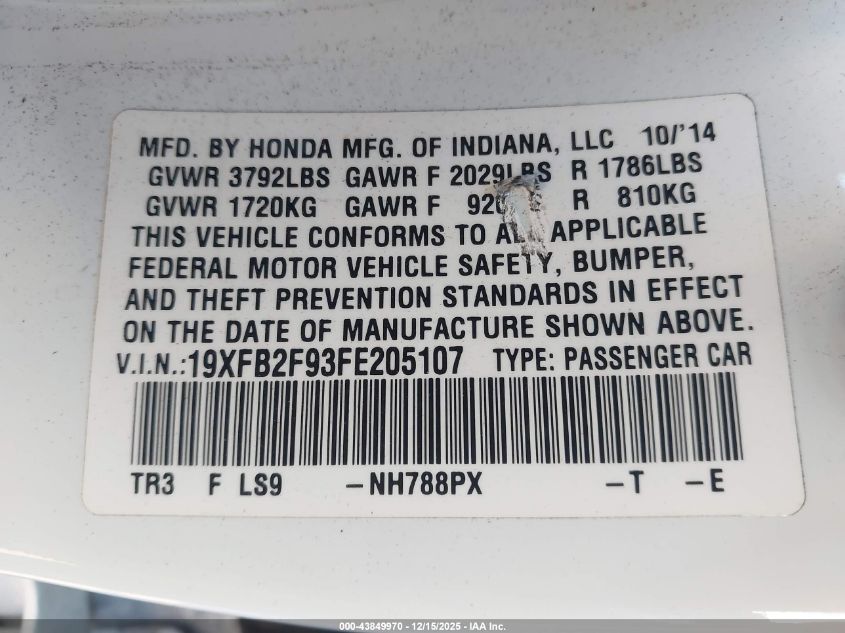 MFD. BY HONDA MFG. OF INDIANA, LLC 10/'14
GVWR 3792LBS GAWR F 2029LBS R 1786LBS
GVWR 1720KG GAWR F R 810KG
THIS VEHICLE CONFORMS TO ALL APPLICABLE
FEDERAL MOTOR VEHICLE SAFETY, BUMPER,
AND THEFT PREVENTION STANDARDS IN EFFECT
ON THE DATE OF MANUFACTURE SHOWN ABOVE.
V.I.N.:19XFB2F93FE205107 TYPE: PASSENGER CAR
TR3 F LS9 –NH788PX –T –E
000-43849970 – 12/15/2025 – IAA Inc.